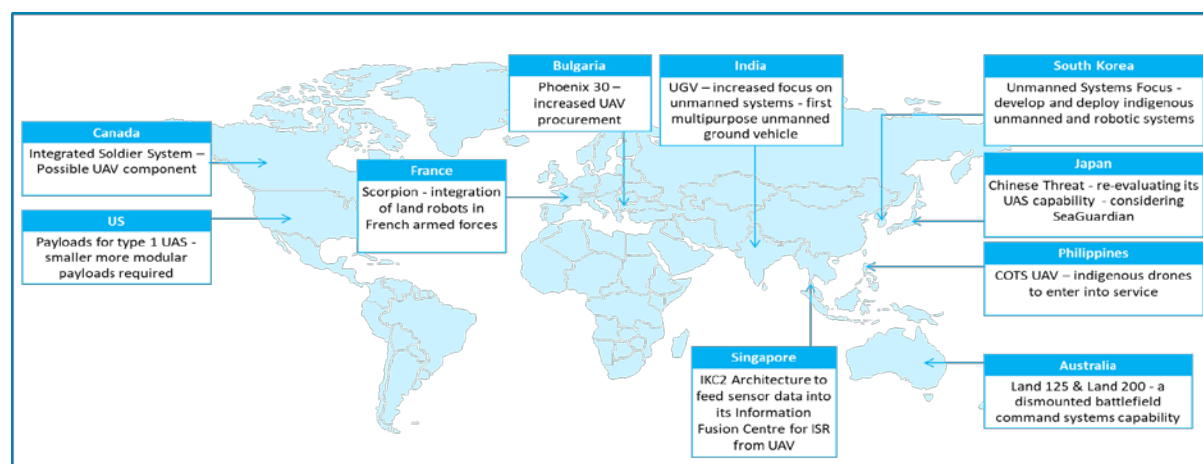 Bulgaria
Phoenix 30 –
increased UAV
procurement
India
UGV – increased focus on
unmanned systems - first
multipurpose unmanned
ground vehicle
South Korea
Unmanned Systems Focus -
develop and deploy indigenous
unmanned and robotic systems
Canada
Integrated Soldier System –
Possible UAV component
France
Scorpion - integration
of land robots in
French armed forces
Japan
Chinese Threat - re-evaluating its
UAS capability - considering
SeaGuardian
US
Payloads for type 1 UAS -
smaller more modular
payloads required
Philippines
COTS UAV – indigenous drones
to enter into service
Singapore
IKC2 Architecture to
feed sensor data into
its Information
Fusion Centre for ISR
from UAV
Australia
Land 125 & Land 200 - a
dismounted battlefield
command systems capability